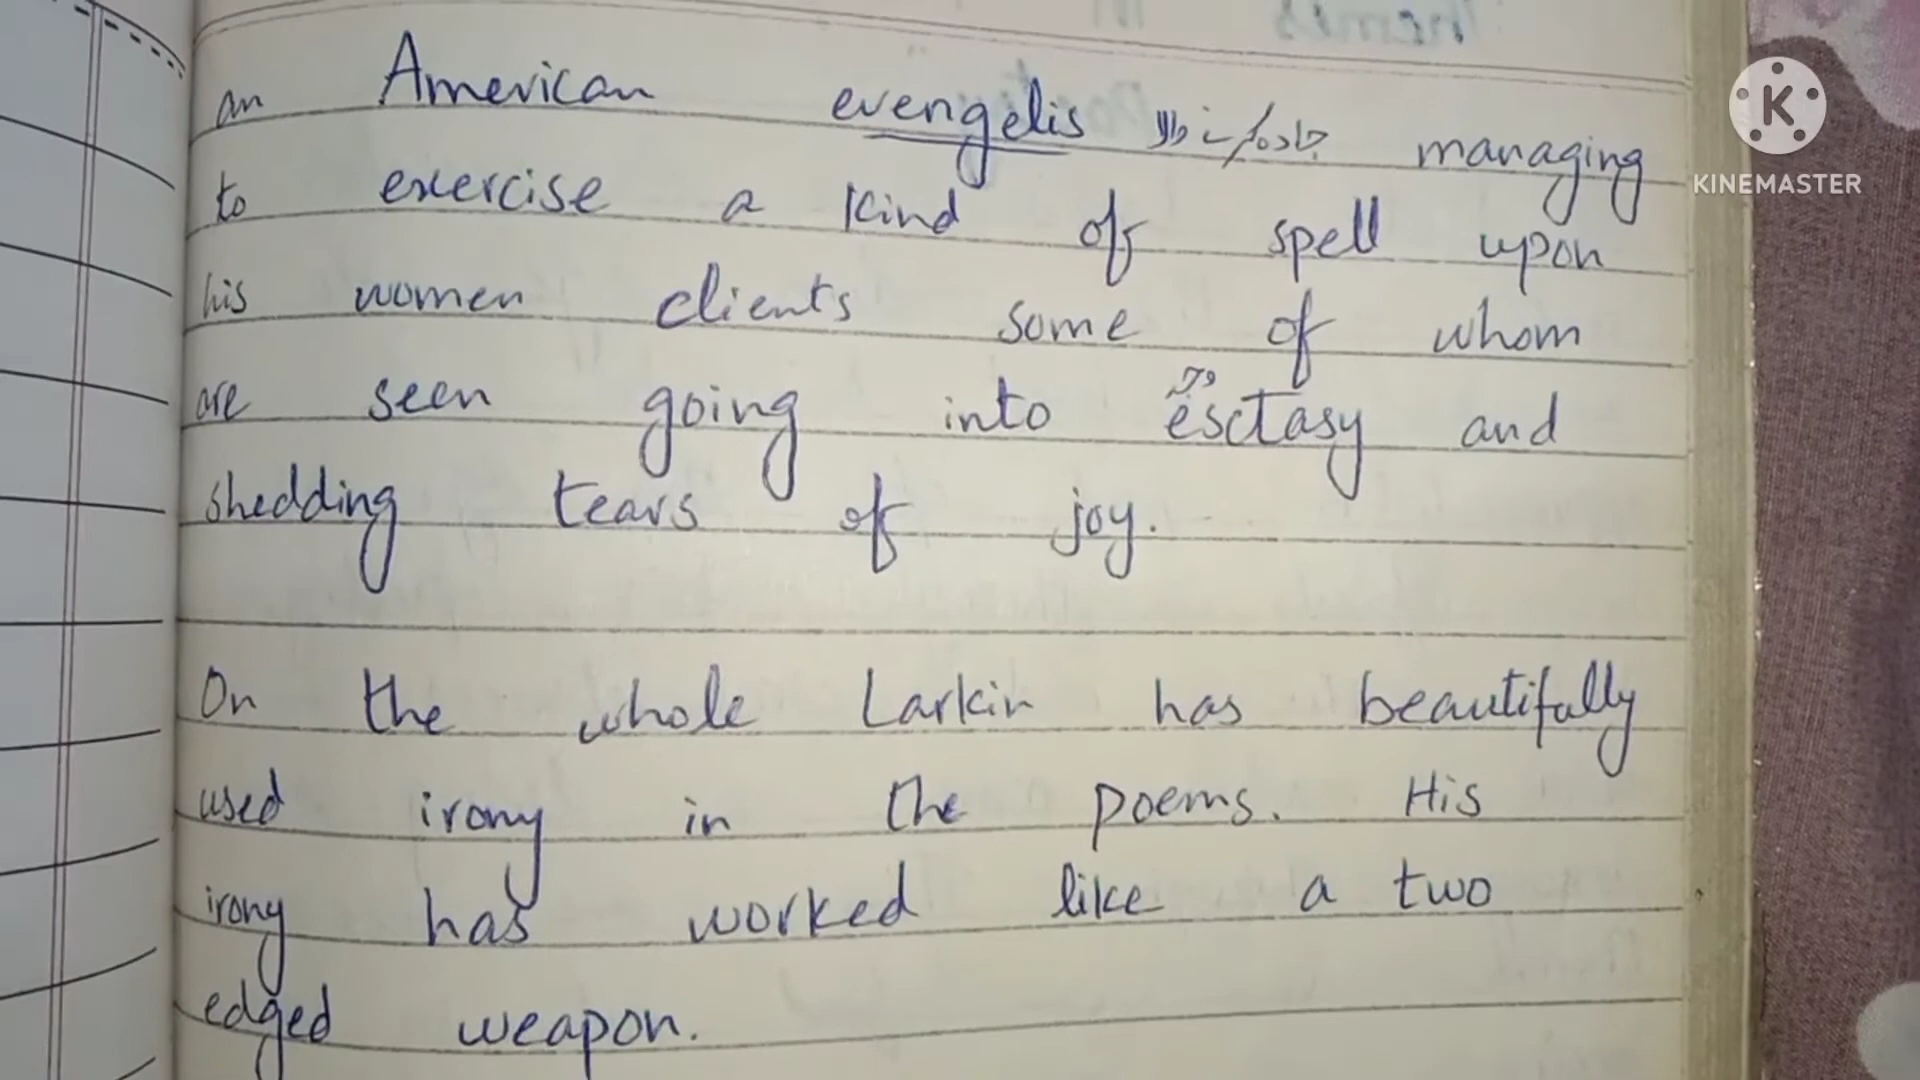 an American evengelis managing
to exercise a kind of spell upon
his women clients some of whom
are seen going into esctasy and
shedding tears of joy.
On the whole Larkin has beautifully
used irony in the poems. His
irony has worked like a two
edged weapon.
KINEMASTER